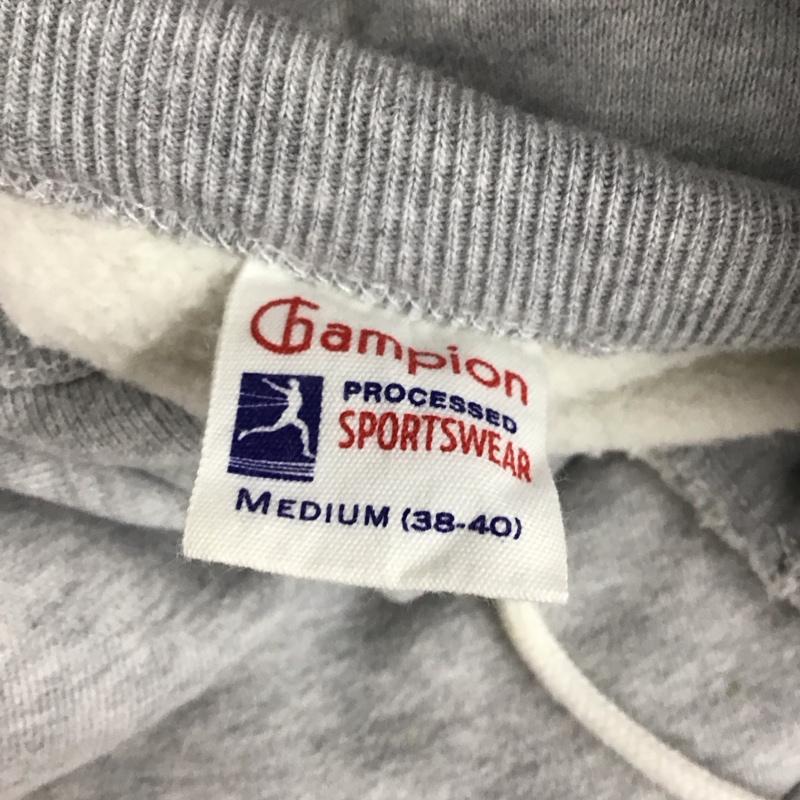 Champion
PROCESSED
SPORTSWEAR
MEDIUM (38-40)